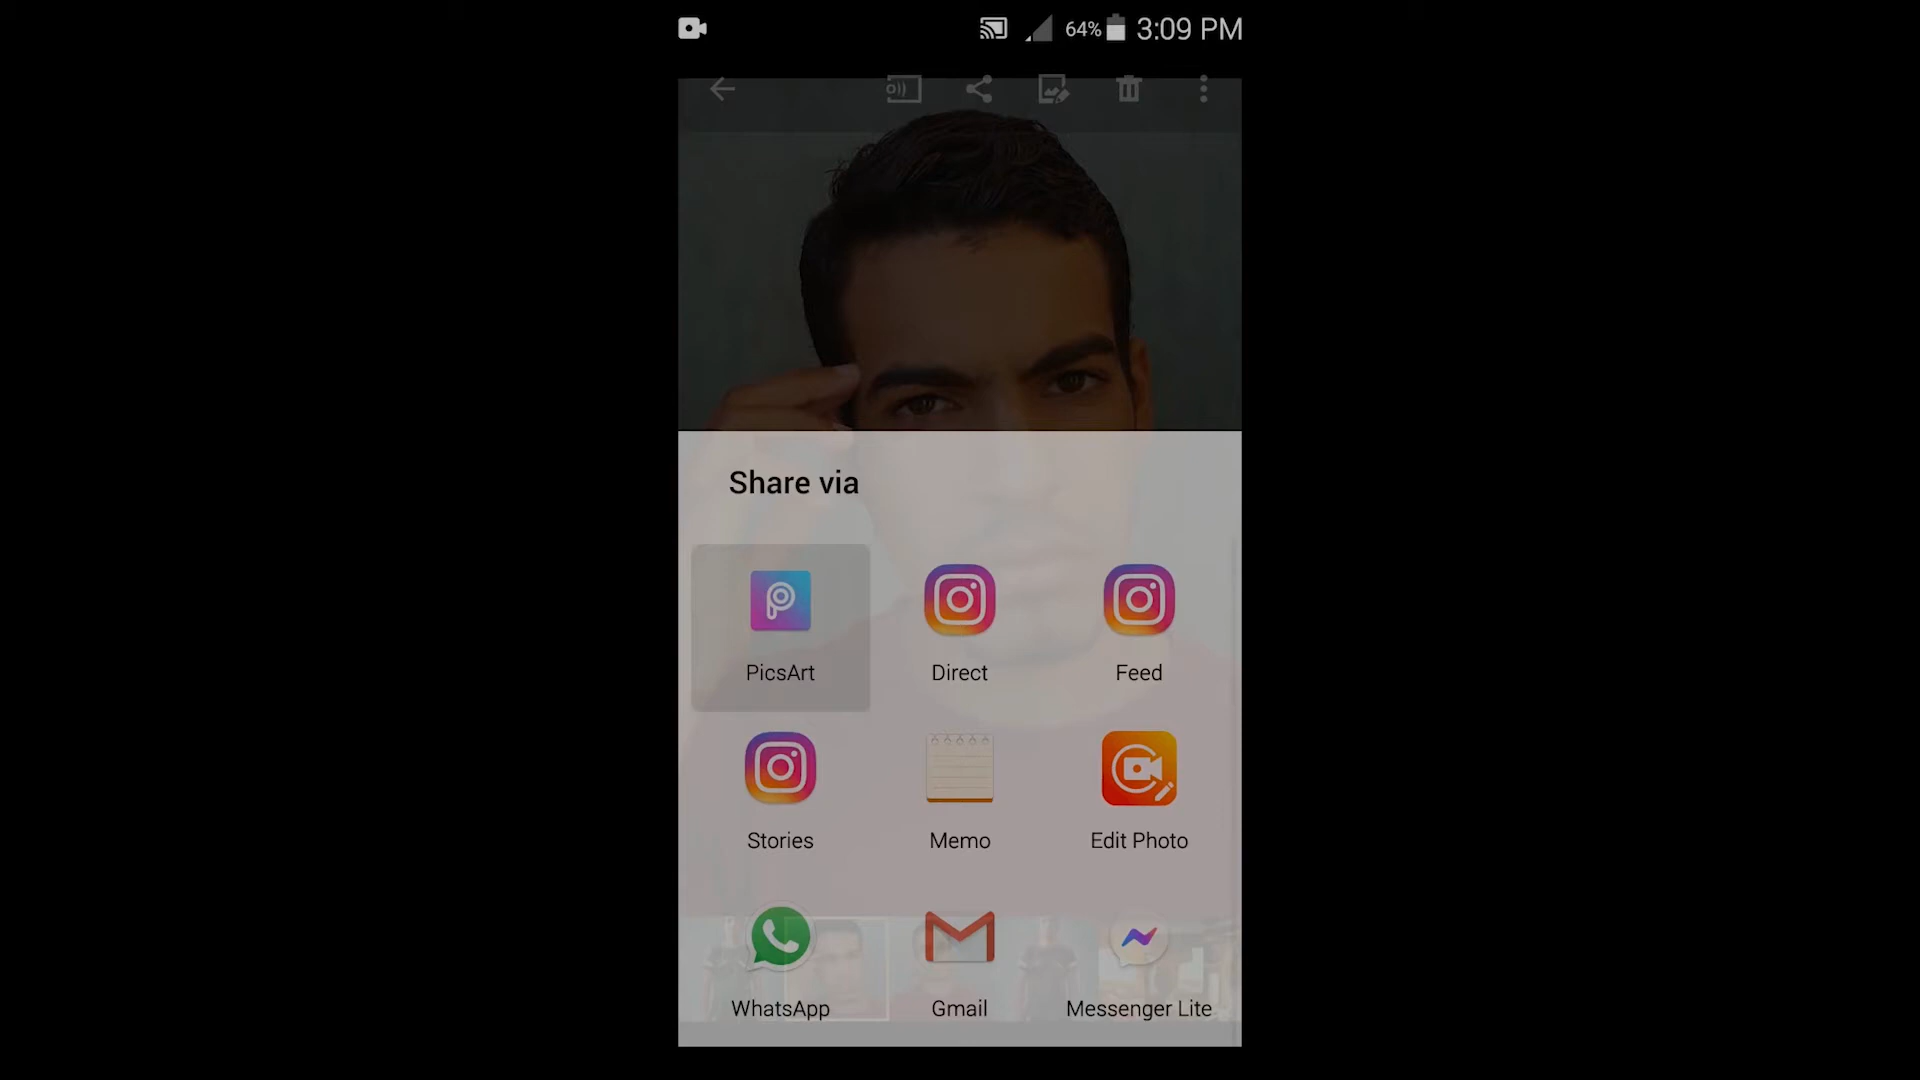 64% 3:09 PM
Share via
PicsArt Direct Feed
Stories Memo Edit Photo
WhatsApp Gmail Messenger Lite